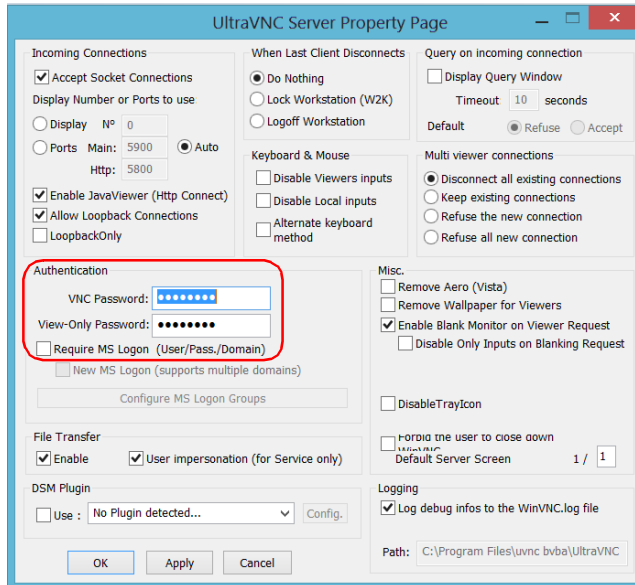 UltraVNC Server Property Page
Incoming Connections
Accept Socket Connections
Display Number or Ports to use
Display Nº 0
Ports Main: 5900 Auto
Http: 5800
Enable JavaViewer (Http Connect)
Allow Loopback Connections
LoopbackOnly
When Last Client Disconnects
Do Nothing
Lock Workstation (W2K)
Logoff Workstation
Keyboard & Mouse
Disable Viewers inputs
Disable Local inputs
Alternate keyboard
method
Query on incoming connection
Display Query Window
Timeout 10 seconds
Default Refuse Accept
Multi viewer connections
Disconnect all existing connections
Keep existing connections
Refuse the new connection
Refuse all new connection
Authentication
VNC Password: ●●●●●●●●
View-Only Password: ●●●●●●●●
Require MS Logon (User/Pass./Domain)
New MS Logon (supports multiple domains)
Configure MS Logon Groups
File Transfer
Enable User impersonation (for Service only)
DSM Plugin
Use : No Plugin detected... Config.
Misc.
Remove Aero (Vista)
Remove Wallpaper for Viewers
Enable Blank Monitor on Viewer Request
Disable Only Inputs on Blanking Request
DisableTrayIcon
Forbid the user to close down
WinVNC
Default Server Screen 1 / 1
Logging
Log debug infos to the WinVNC.log file
Path: C:\Program Files\uvnc bvba\UltraVNC
OK Apply Cancel